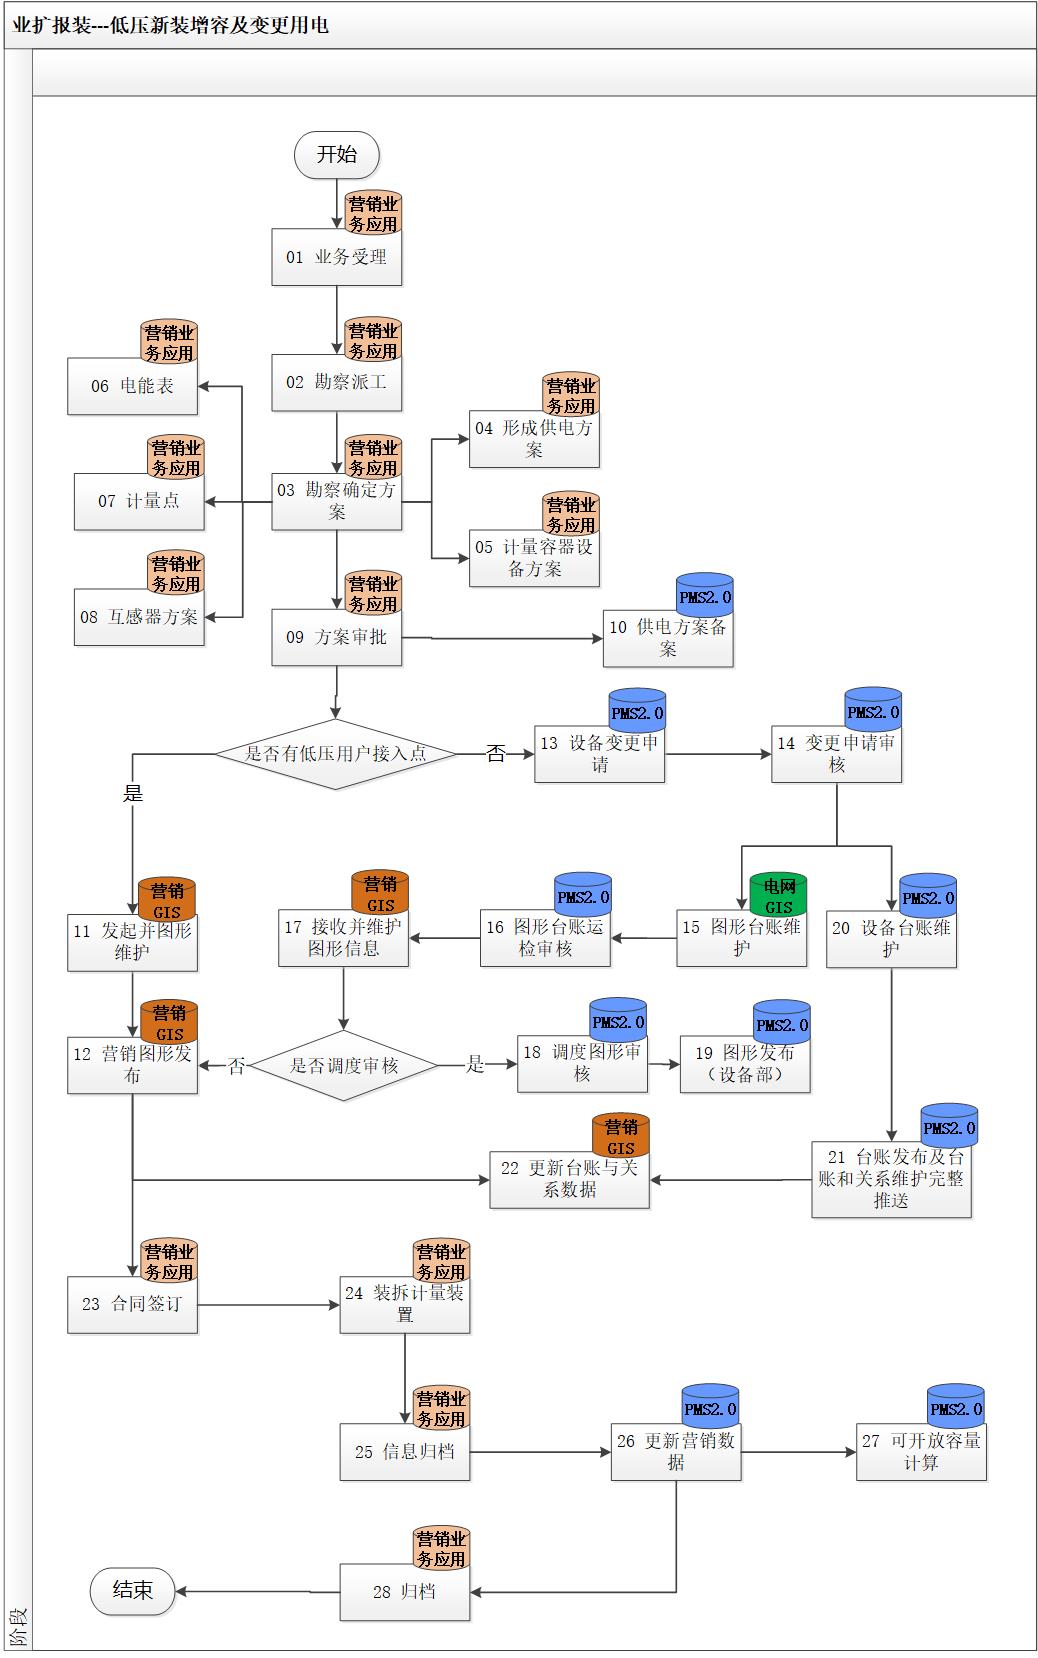 业扩报装---低压新装增容及变更用电
开始
营销业
务应用
01 业务受理
营销业
务应用
02 勘察派工
营销业
务应用
06 电能表
营销业
务应用
04 形成供电方
案
营销业
务应用
03 勘察确定方
案
营销业
务应用
07 计量点
营销业
务应用
05 计量容器设
备方案
营销业
务应用
08 互感器方案
营销业
务应用
09 方案审批
PMS2.0
10 供电方案备
案
是否有低压用户接入点
否
PMS2.0
13 设备变更申
请
PMS2.0
14 变更申请审
核
是
营销
GIS
11 发起并图形
维护
营销
GIS
17 接收并维护
图形信息
PMS2.0
16 图形台账运
检审核
电网
GIS
15 图形台账维
护
PMS2.0
20 设备台账维
护
营销
GIS
12 营销图形发
布
否
是否调度审核
是
PMS2.0
18 调度图形审
核
PMS2.0
19 图形发布
（设备部）
营销
GIS
22 更新台账与关
系数据
PMS2.0
21 台账发布及台
账和关系维护完整
推送
营销业
务应用
23 合同签订
营销业
务应用
24 装拆计量装
置
营销业
务应用
25 信息归档
PMS2.0
26 更新营销数
据
PMS2.0
27 可开放容量
计算
营销业
务应用
28 归档
结束
阶段